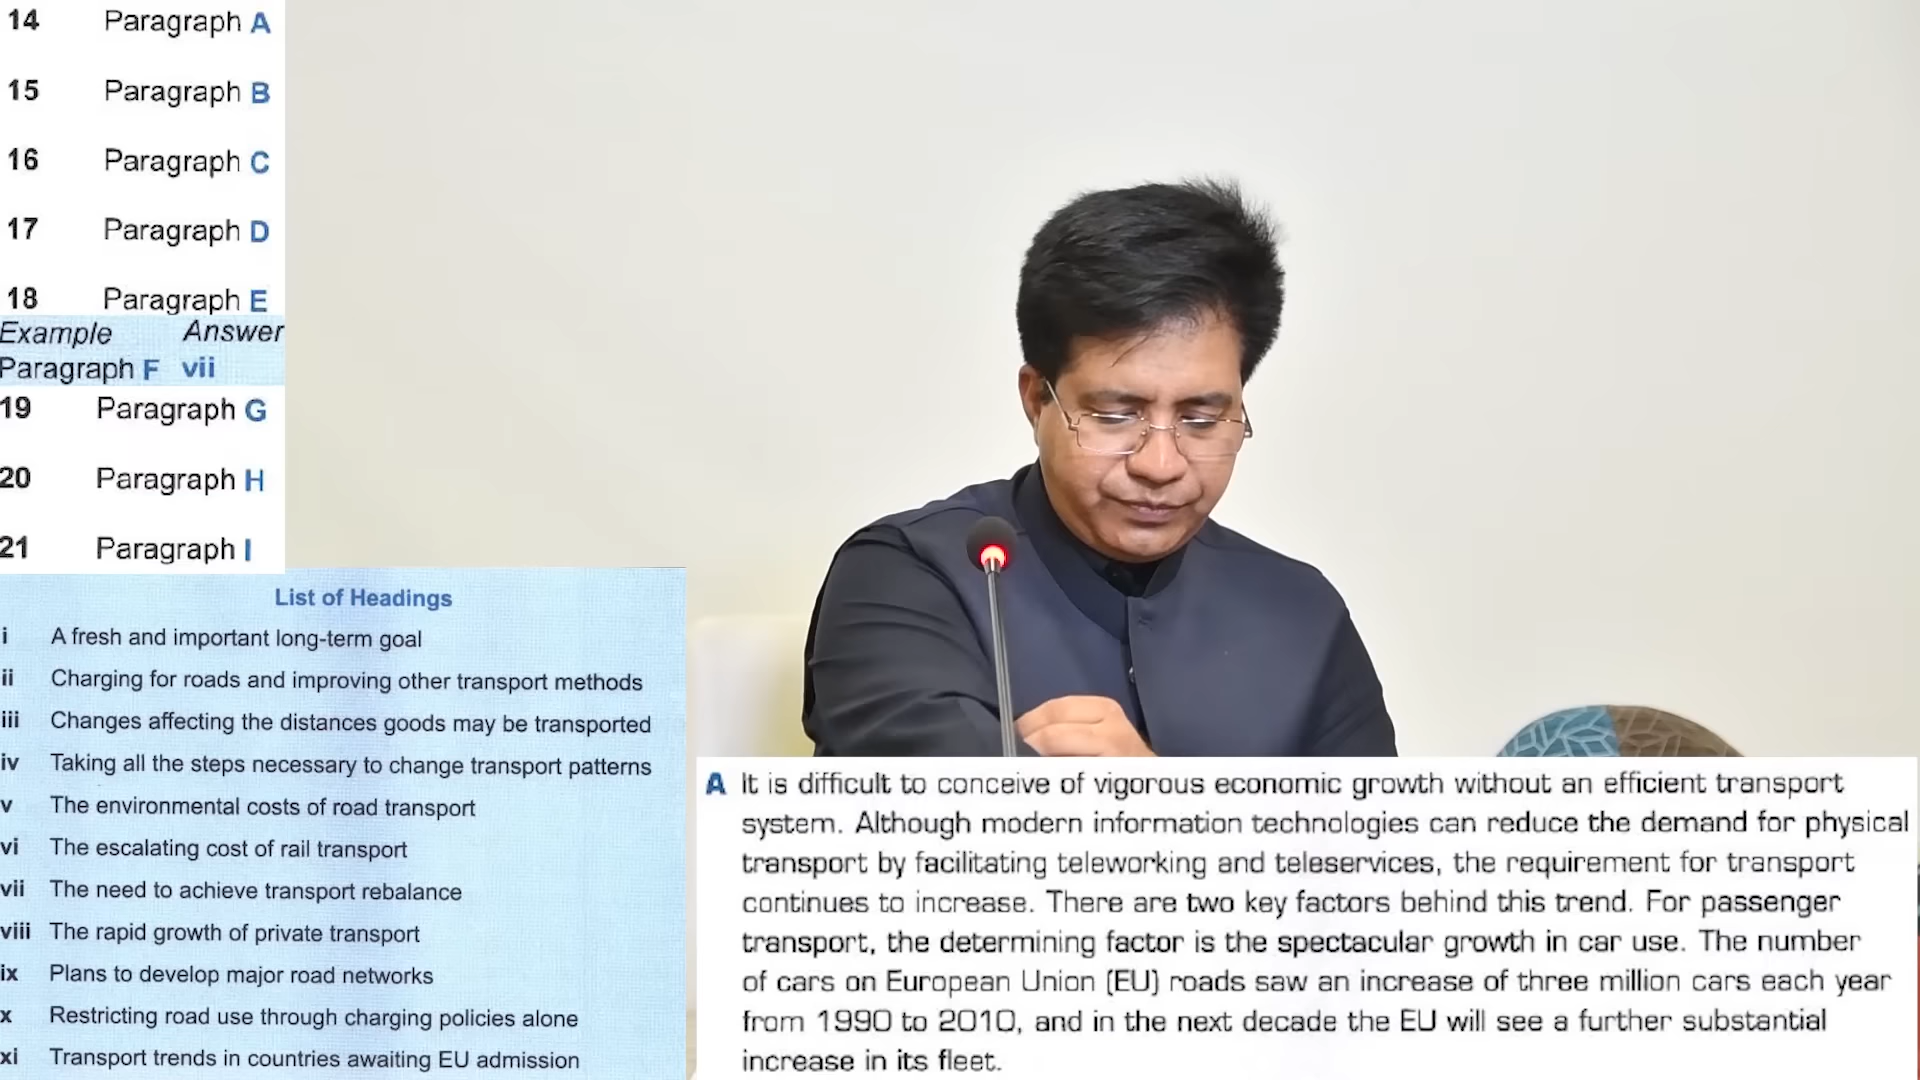 14 Paragraph A
15 Paragraph B
16 Paragraph C
17 Paragraph D
18 Paragraph E
Example Answer
Paragraph F vii
19 Paragraph G
20 Paragraph H
21 Paragraph I
List of Headings
i A fresh and important long-term goal
ii Charging for roads and improving other transport methods
iii Changes affecting the distances goods may be transported
iv Taking all the steps necessary to change transport patterns
v The environmental costs of road transport
vi The escalating cost of rail transport
vii The need to achieve transport rebalance
viii The rapid growth of private transport
ix Plans to develop major road networks
x Restricting road use through charging policies alone
xi Transport trends in countries awaiting EU admission
A It is difficult to conceive of vigorous economic growth without an efficient transport
system. Although modern information technologies can reduce the demand for physical
transport by facilitating teleworking and teleservices, the requirement for transport
continues to increase. There are two key factors behind this trend. For passenger
transport, the determining factor is the spectacular growth in car use. The number
of cars on European Union (EU) roads saw an increase of three million cars each year
from 1990 to 2010, and in the next decade the EU will see a further substantial
increase in its fleet.